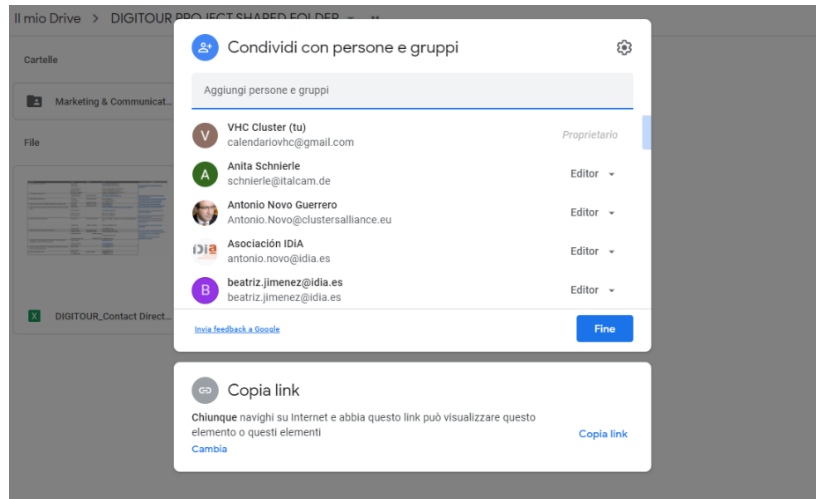 Il mio Drive > DIGITOUR PROJECT SHARED FOLDER
Cartelle
Marketing & Communicat...
File
DIGITOUR_Contact Direct...
Condividi con persone e gruppi
Aggiungi persone e gruppi
VHC Cluster (tu)
calendariovhc@gmail.com
Proprietario
Anita Schnierle
schnierle@italcam.de
Editor
Antonio Novo Guerrero
Antonio.Novo@clustersalliance.eu
Editor
Asociación IDiA
antonio.novo@idia.es
Editor
beatriz.jimenez@idia.es
beatriz.jimenez@idia.es
Editor
Invia feedback a Google
Fine
Copia link
Chiunque navighi su Internet e abbia questo link può visualizzare questo
elemento o questi elementi
Copia link
Cambia